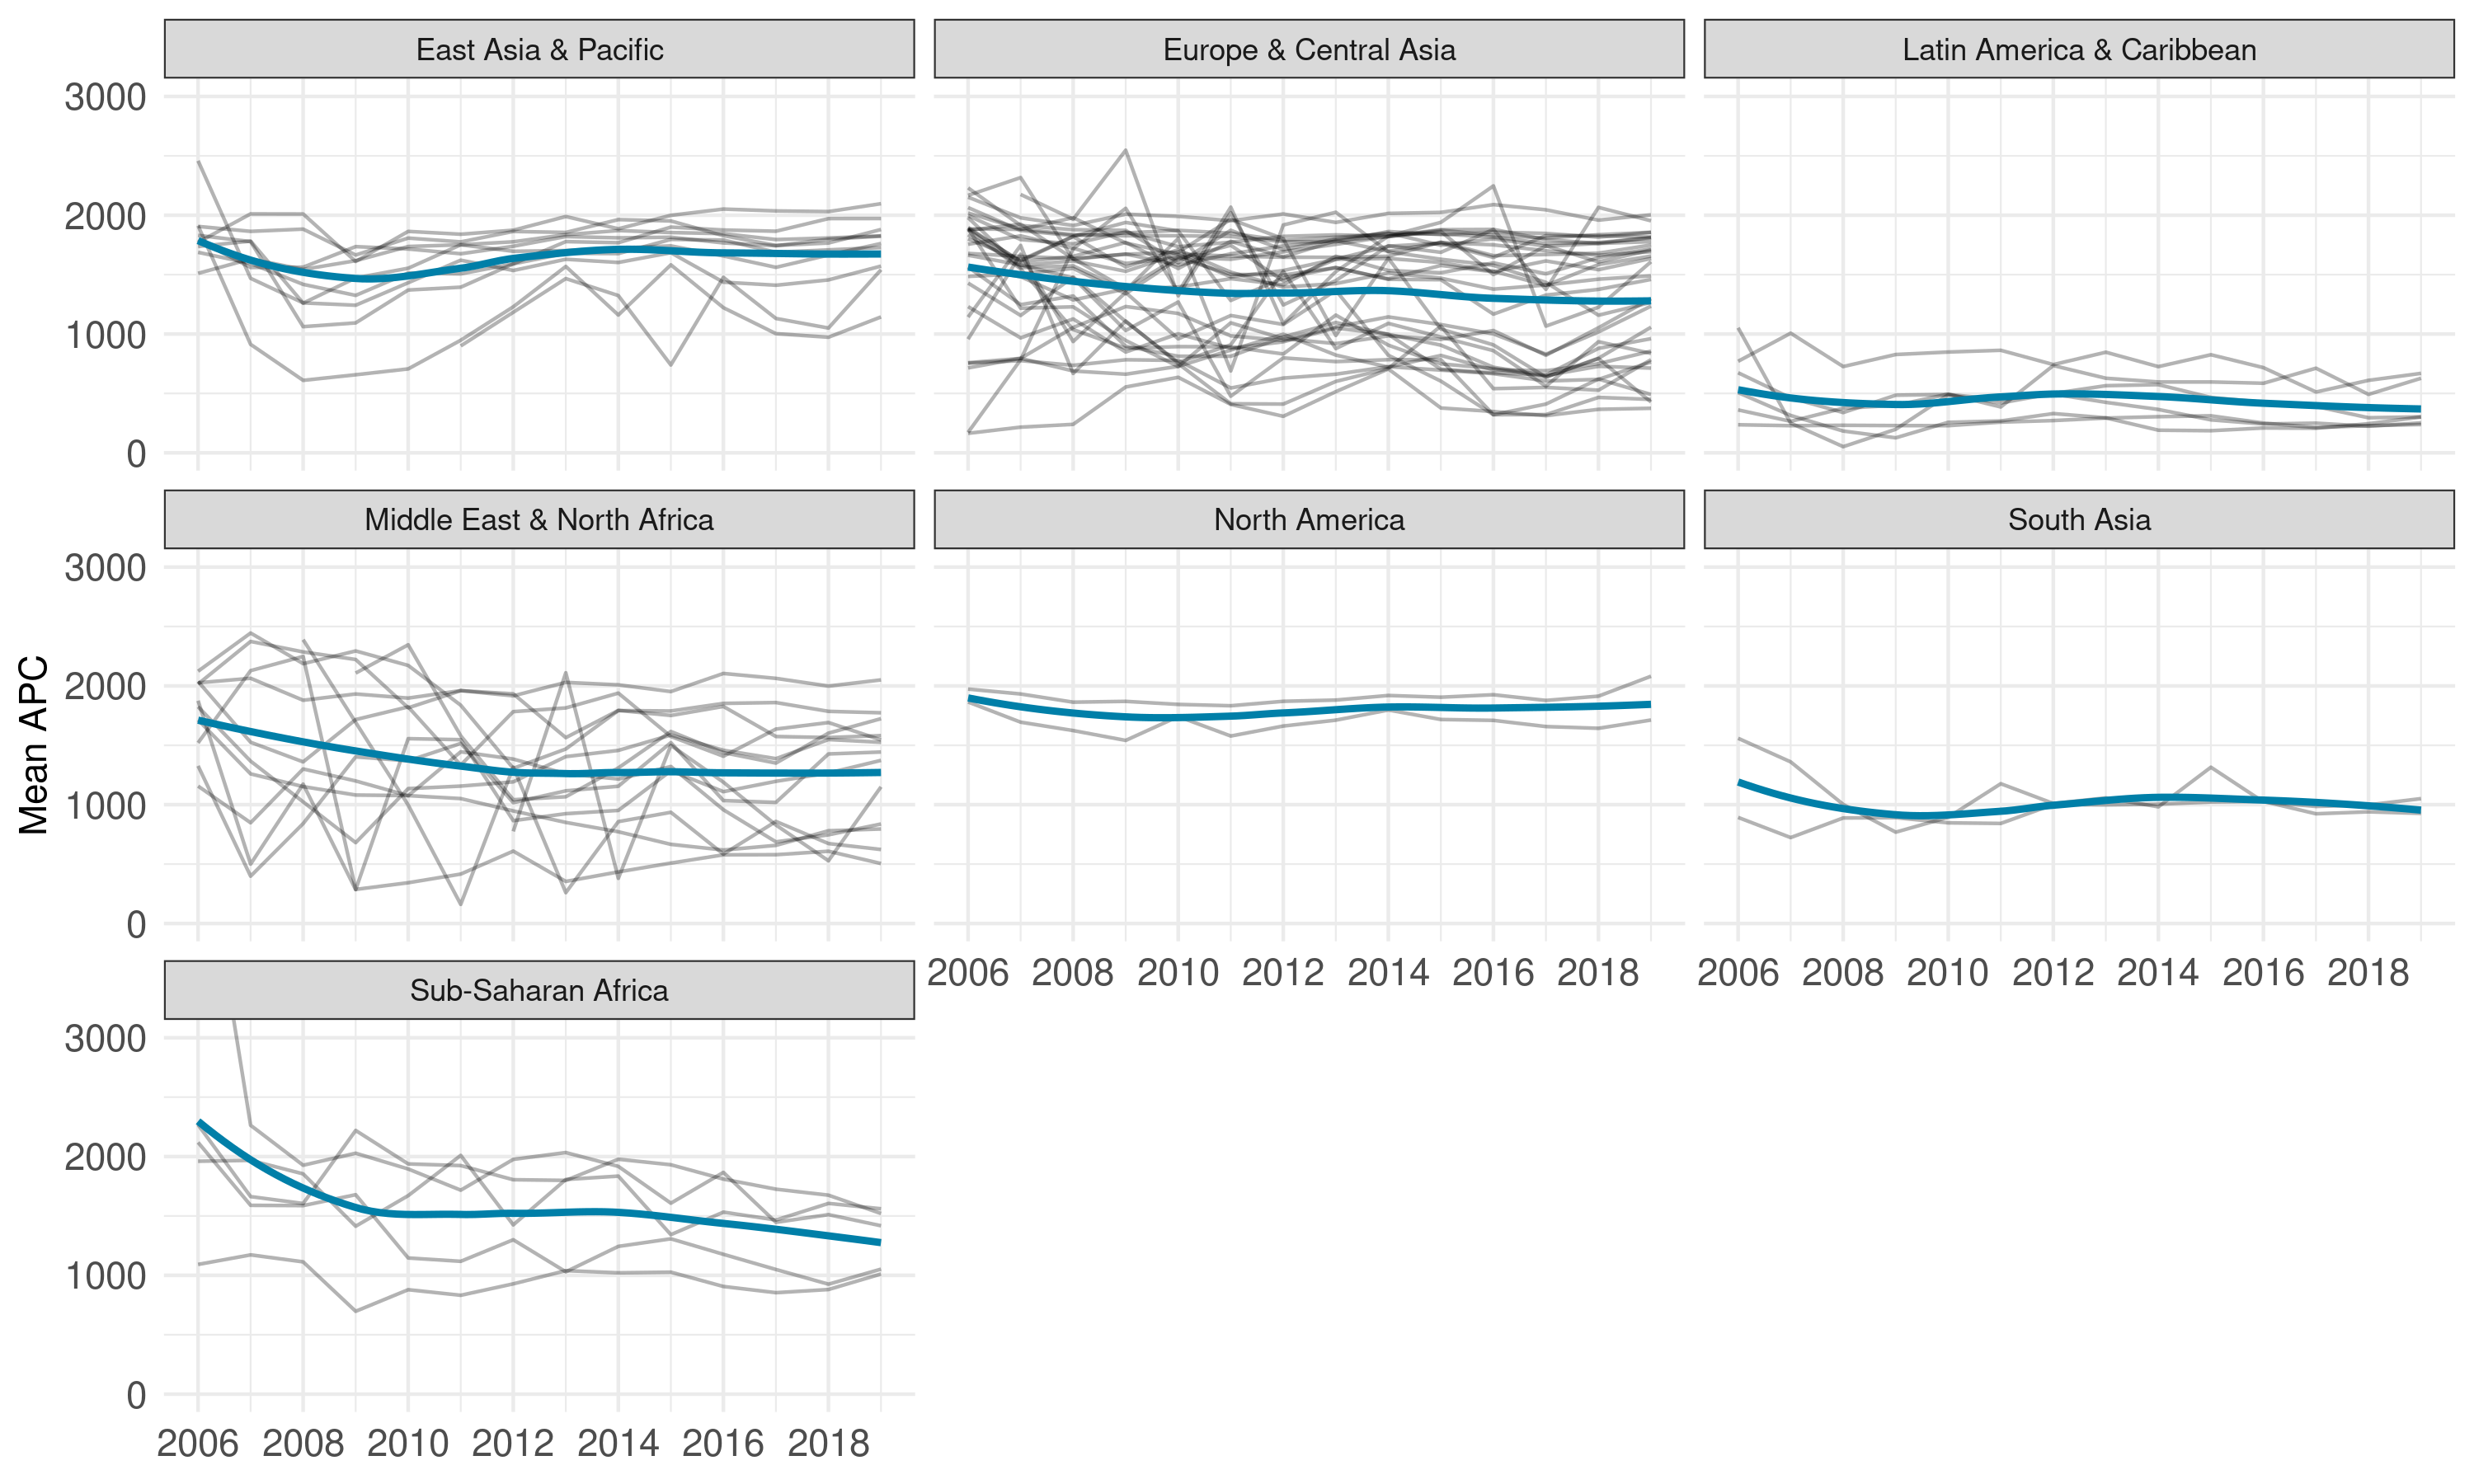 East Asia & Pacific
Europe & Central Asia
Latin America & Caribbean
3000
2000
1000
0
Middle East & North Africa
North America
South Asia
3000
2000
1000
0
Mean APC
2006 2008 2010 2012 2014 2016 2018
2006 2008 2010 2012 2014 2016 2018
Sub-Saharan Africa
3000
2000
1000
0
2006 2008 2010 2012 2014 2016 2018